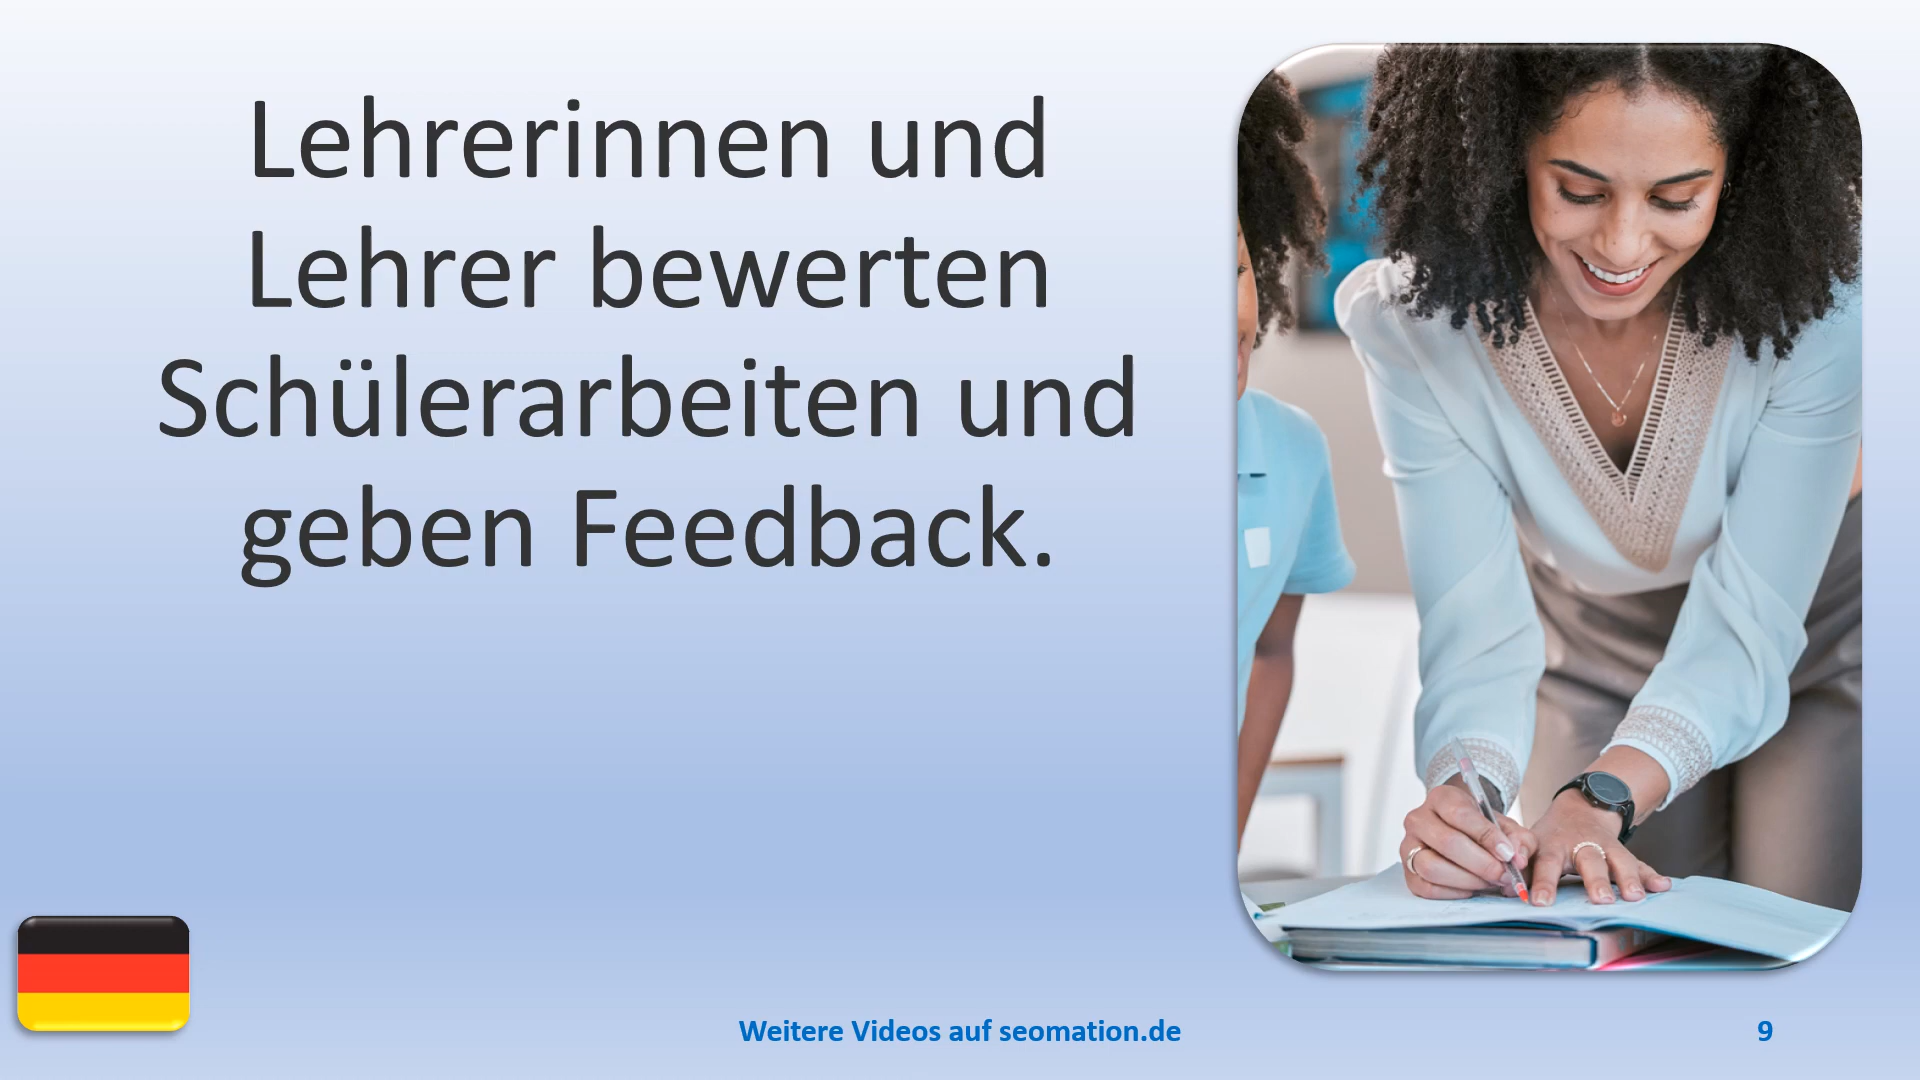 Lehrerinnen und
Lehrer bewerten
Schülerarbeiten und
geben Feedback.
Weitere Videos auf seomation.de
9